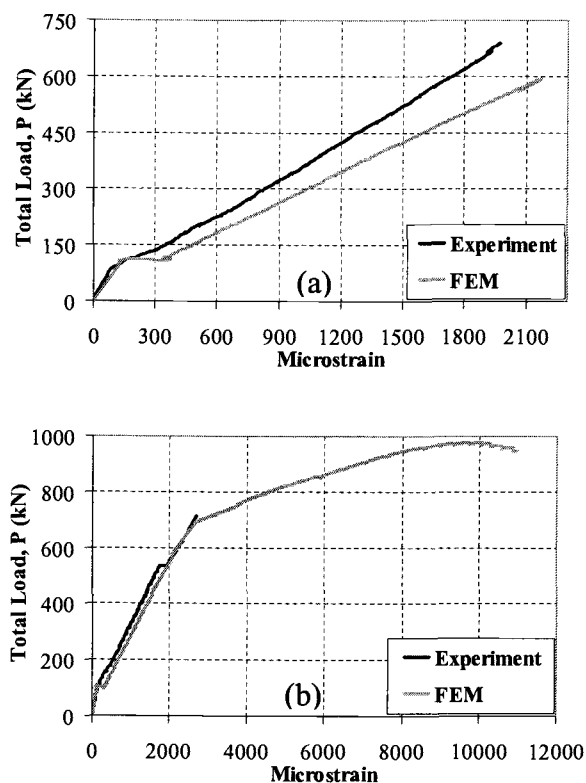 750
600
450
300
150
0
Total Load, P (kN)
Experiment
FEM
(a)
0 300 600 900 1200 1500 1800 2100
Microstrain
1000
800
600
400
200
0
Total Load, P (kN)
Experiment
FEM
(b)
0 2000 4000 6000 8000 10000 12000
Microstrain